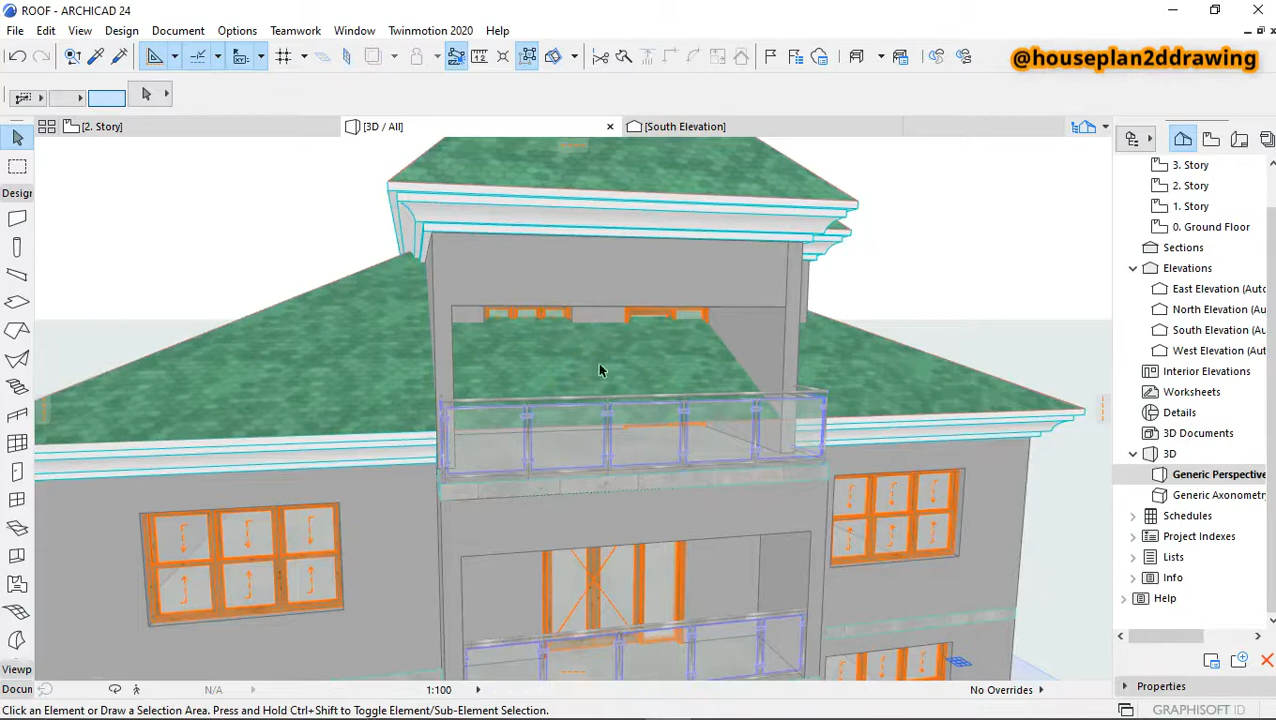 ROOF - ARCHICAD 24
File Edit View Design Document Options Teamwork Twinmotion 2020 Window Help
@houseplan2ddrawing
[2. Story]
[3D / All]
[South Elevation]
Design
3. Story
2. Story
1. Story
0. Ground Floor
Sections
Elevations
East Elevation (Auto
North Elevation (Au
South Elevation (Au
West Elevation (Aut
Interior Elevations
Worksheets
Details
3D Documents
3D
Generic Perspective
Generic Axonometr
Schedules
Project Indexes
Lists
Info
Help
Viewp
Docun
N/A
1:100
No Overrides
Properties
Click an Element or Draw a Selection Area. Press and Hold Ctrl+Shift to Toggle Element/Sub-Element Selection.
GRAPHISOFT ID